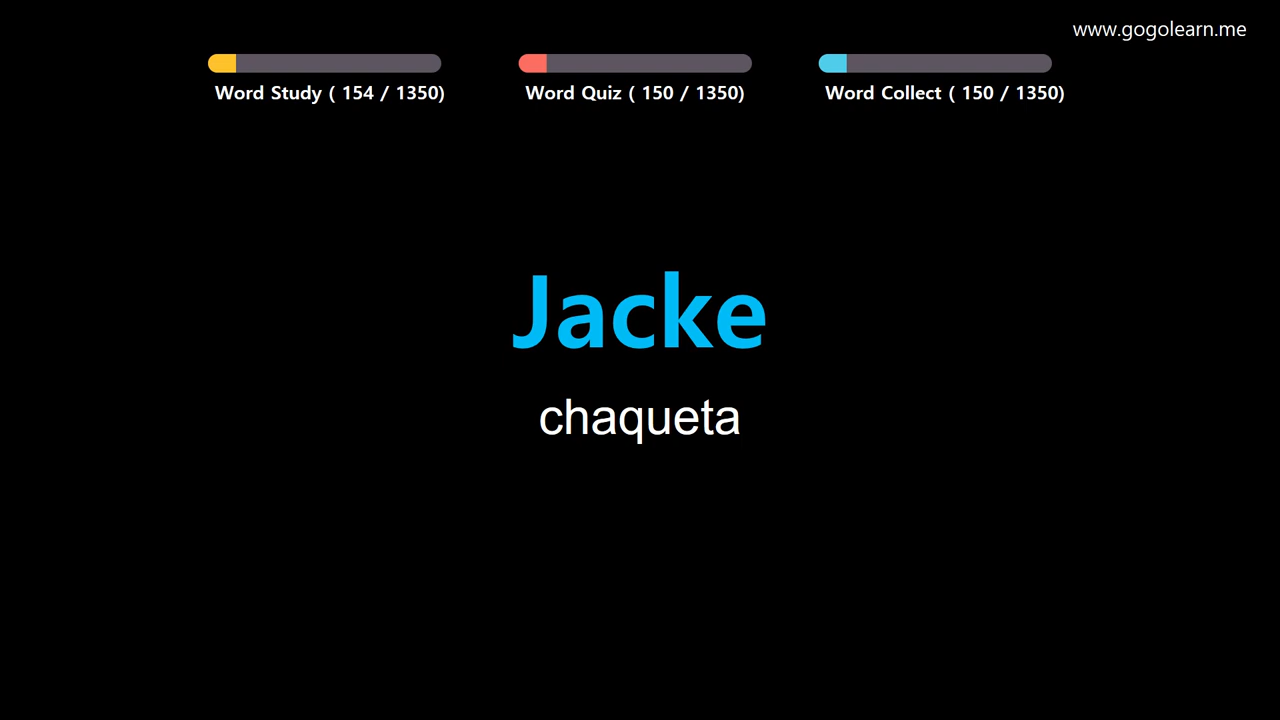 www.gogolearn.me
Word Study ( 154 / 1350)
Word Quiz ( 150 / 1350)
Word Collect ( 150 / 1350)
Jacke
chaqueta